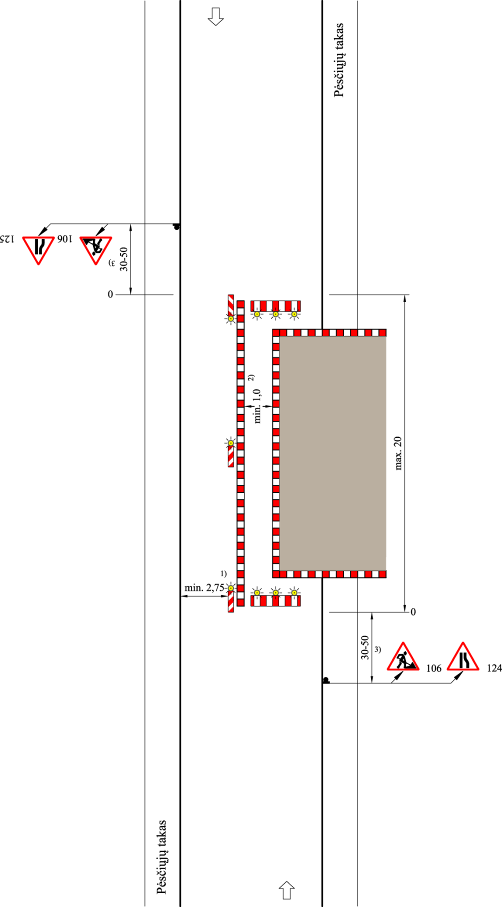 Pėsčiųjų takas
125
106
3)
30-50
0
2)
min. 1,0
max. 20
1)
min. 2,75
0
30-50
3)
106
124
Pėsčiųjų takas